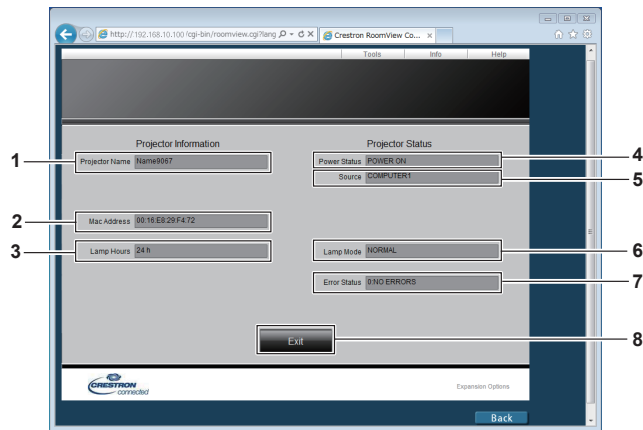 http://192.168.10.100/cgi-bin/roomview.cgi?lang
Crestron RoomView Co...
Tools Info Help
Projector Information Projector Status
1 Projector Name Name9067
Power Status POWER ON 4
Source COMPUTER1 5
2 Mac Address 00:16:E8:29:F4:72
3 Lamp Hours 24 h
Lamp Mode NORMAL 6
Error Status 0:NO ERRORS 7
Exit 8
CRESTRON connected
Expansion Options
Back